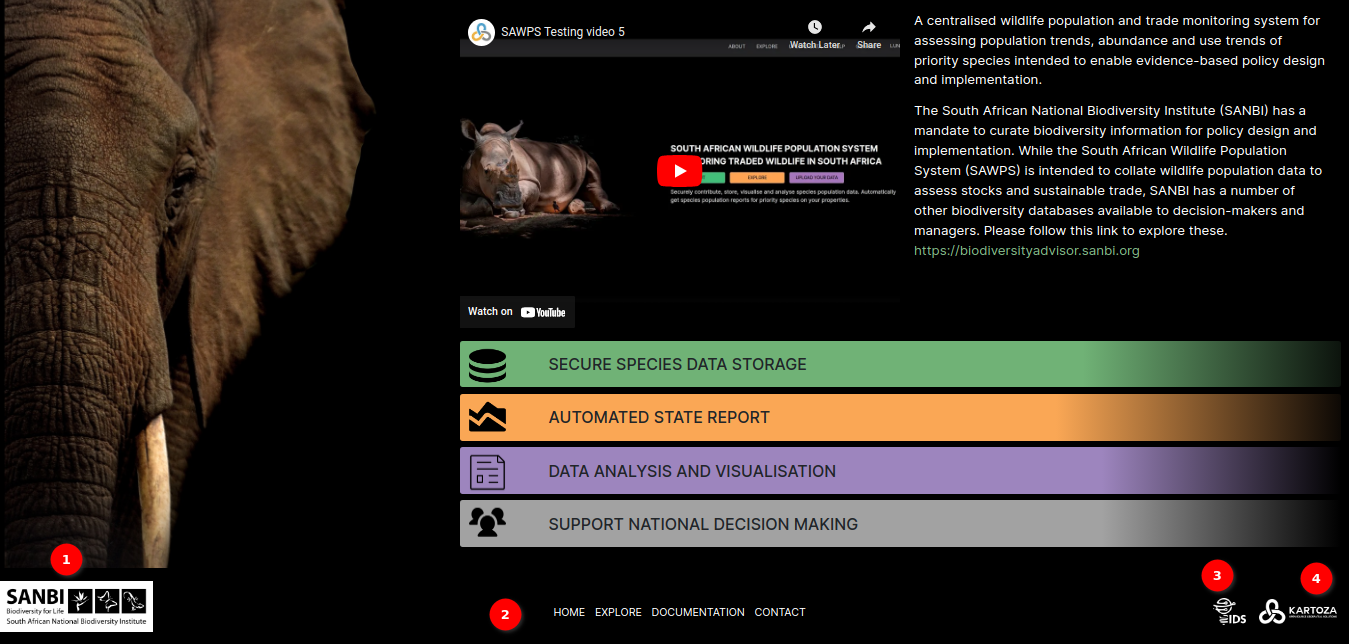 SAWPS Testing video 5
Watch Later
Share
ABOUT EXPLORE
SOUTH AFRICAN WILDLIFE POPULATION SYSTEM
ORING TRADED WILDLIFE IN SOUTH AFRICA
EXPLORE
UPLOAD YOUR DATA
Securely contribute, store, visualise and analyse species population data. Automatically
get species population reports for priority species on your properties.
Watch on YouTube
A centralised wildlife population and trade monitoring system for
assessing population trends, abundance and use trends of
priority species intended to enable evidence-based policy design
and implementation.
The South African National Biodiversity Institute (SANBI) has a
mandate to curate biodiversity information for policy design and
implementation. While the South African Wildlife Population
System (SAWPS) is intended to collate wildlife population data to
assess stocks and sustainable trade, SANBI has a number of
other biodiversity databases available to decision-makers and
managers. Please follow this link to explore these.
https://biodiversityadvisor.sanbi.org
SECURE SPECIES DATA STORAGE
AUTOMATED STATE REPORT
DATA ANALYSIS AND VISUALISATION
SUPPORT NATIONAL DECISION MAKING
1
SANBI
Biodiversity for Life
South African National Biodiversity Institute
2
HOME EXPLORE DOCUMENTATION CONTACT
3
IDS
4
KARTOZA